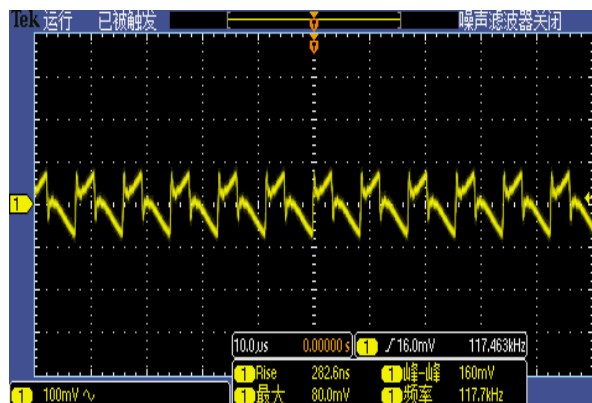 Tek 运行 已被触发 噪声滤波器关闭
T
T
1
10.0µs 0.00000 s 1 ∫ 16.0mV 117.463kHz
1 Rise 282.6ns 1 峰-峰 160mV
1 100mV ∿ 1 最大 80.0mV 1 频率 117.7kHz